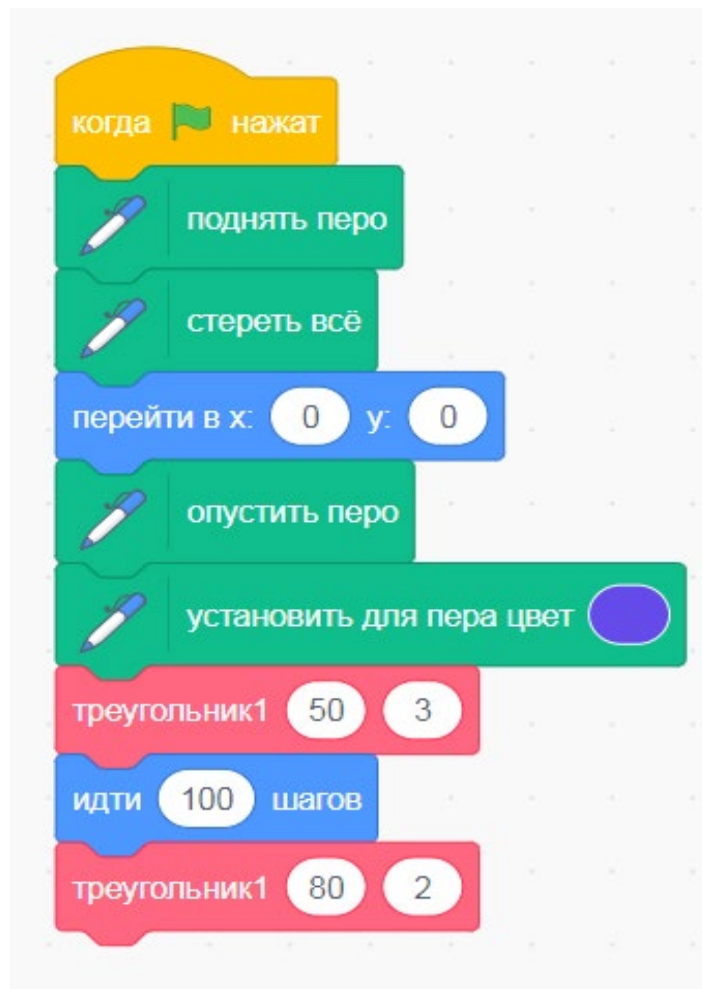 когда нажат
поднять перо
стереть всё
перейти в x: 0 y: 0
опустить перо
установить для пера цвет
треугольник1 50 3
идти 100 шагов
треугольник1 80 2